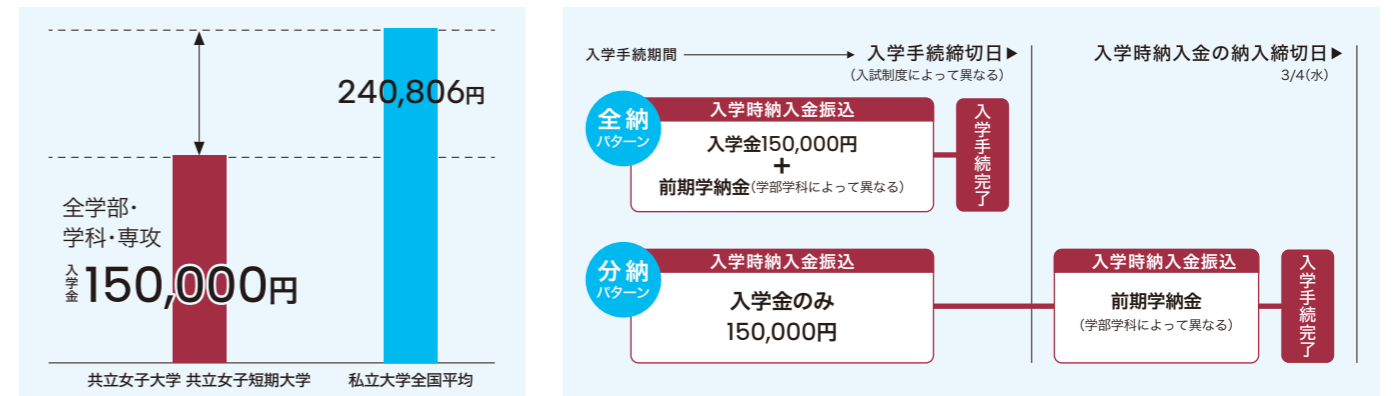 240,806円
全学部・
学科・専攻
入学金150,000円
共立女子大学 共立女子短期大学
私立大学全国平均
入学手続期間
入学手続締切日▶
（入試制度によって異なる）
入学時納入金の納入締切日▶
3/4(水)
全納
パターン
入学時納入金振込
入学金150,000円
+
前期学納金（学部学科によって異なる）
入学手続完了
分納
パターン
入学時納入金振込
入学金のみ
150,000円
入学時納入金振込
前期学納金
（学部学科によって異なる）
入学手続完了